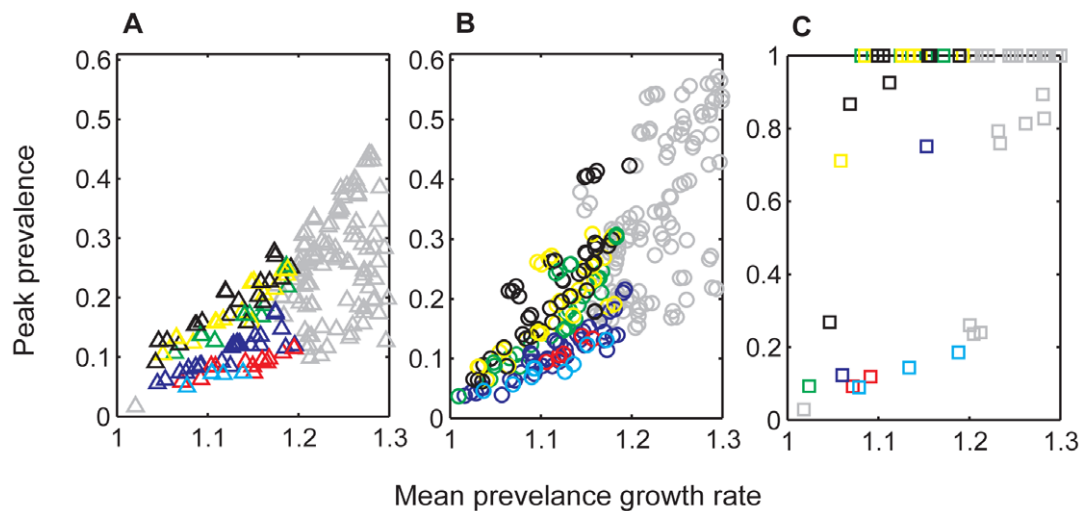 A B C
0.6 0.6 1
0.5 0.5 0.8
0.4 0.4 0.6
0.3 0.3
0.2 0.2 0.4
0.1 0.1 0.2
0 0 0
1 1.1 1.2 1.3 1 1.1 1.2 1.3 1 1.1 1.2 1.3
Peak prevalence
Mean prevelance growth rate